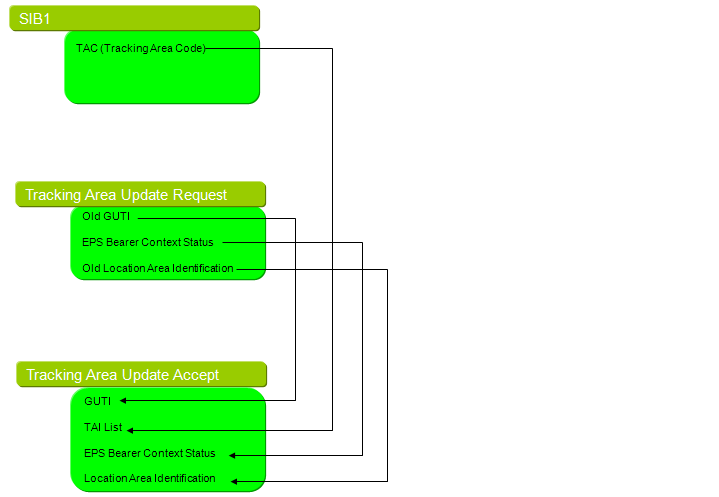 SIB1
TAC (Tracking Area Code)
Tracking Area Update Request
Old GUTI
EPS Bearer Context Status
Old Location Area Identification
Tracking Area Update Accept
GUTI
TAI List
EPS Bearer Context Status
Location Area Identification